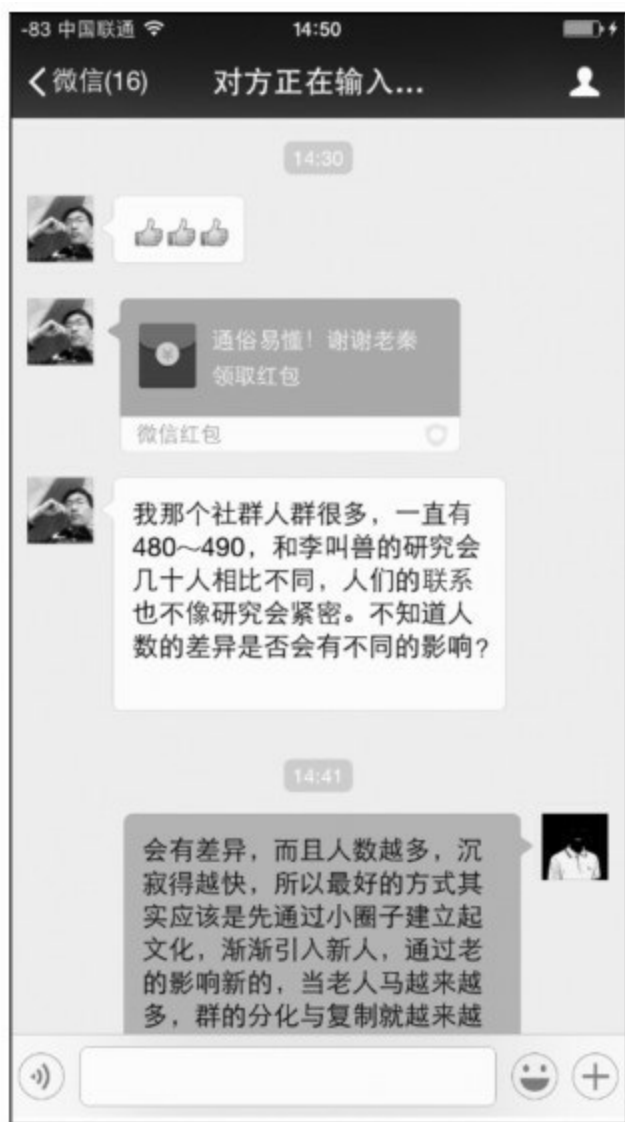 -83 中国联通 14:50
微信(16) 对方正在输入...
14:30
通俗易懂！谢谢老秦
领取红包
微信红包
我那个社群人群很多，一直有
480～490，和李叫兽的研究会
几十人相比不同，人们的联系
也不像研究会紧密。不知道人
数的差异是否会有不同的影响?
14:41
会有差异，而且人数越多，沉
寂得越快，所以最好的方式其
实应该是先通过小圈子建立起
文化，渐渐引入新人，通过老
的影响新的，当老人马越来越
多，群的分化与复制就越来越